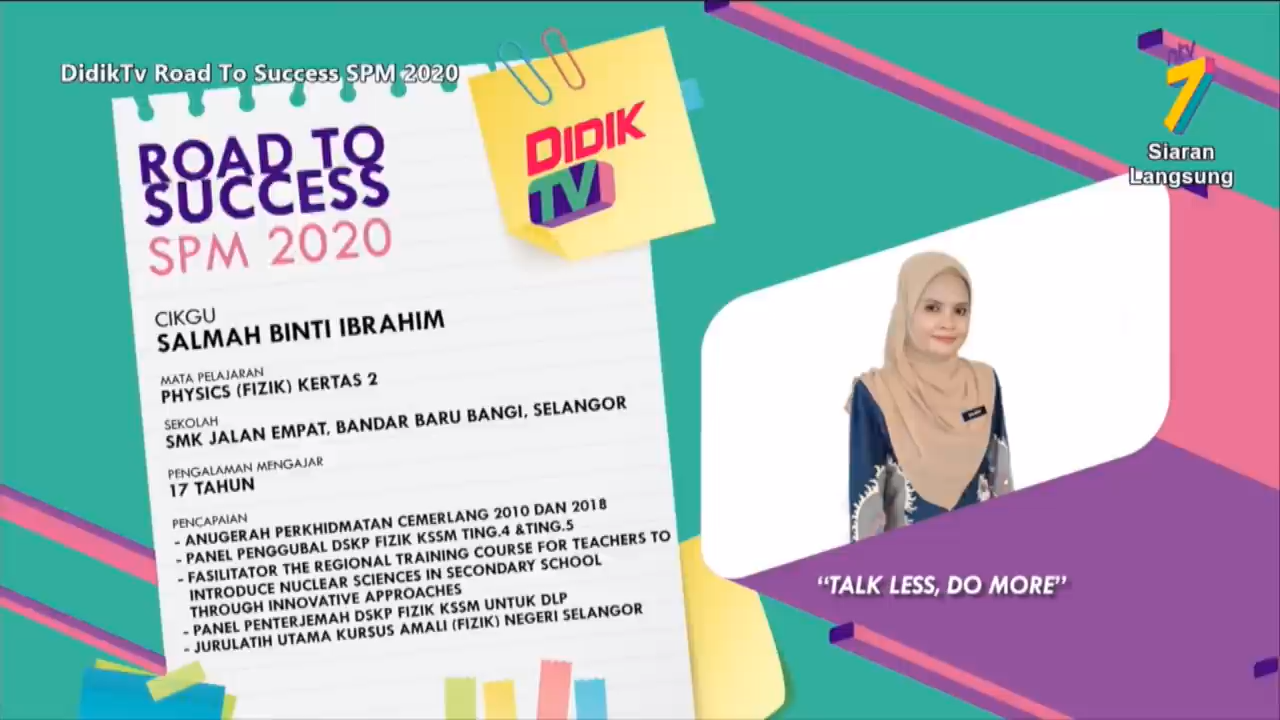 DidikTv Road To Success SPM 2020
ROAD TO
SUCCESS
SPM 2020
DIDIK
TV
ntv
7
Siaran
Langsung
CIKGU
SALMAH BINTI IBRAHIM
MATA PELAJARAN
PHYSICS (FIZIK) KERTAS 2
SEKOLAH
SMK JALAN EMPAT, BANDAR BARU BANGI, SELANGOR
PENGALAMAN MENGAJAR
17 TAHUN
PENCAPAIAN
- ANUGERAH PERKHIDMATAN CEMERLANG 2010 DAN 2018
- PANEL PENGGUBAL DSKP FIZIK KSSM TING.4 &TING.5
- FASILITATOR THE REGIONAL TRAINING COURSE FOR TEACHERS TO
INTRODUCE NUCLEAR SCIENCES IN SECONDARY SCHOOL
THROUGH INNOVATIVE APPROACHES
- PANEL PENTERJEMAH DSKP FIZIK KSSM UNTUK DLP
- JURULATIH UTAMA KURSUS AMALI (FIZIK) NEGERI SELANGOR
“TALK LESS, DO MORE”